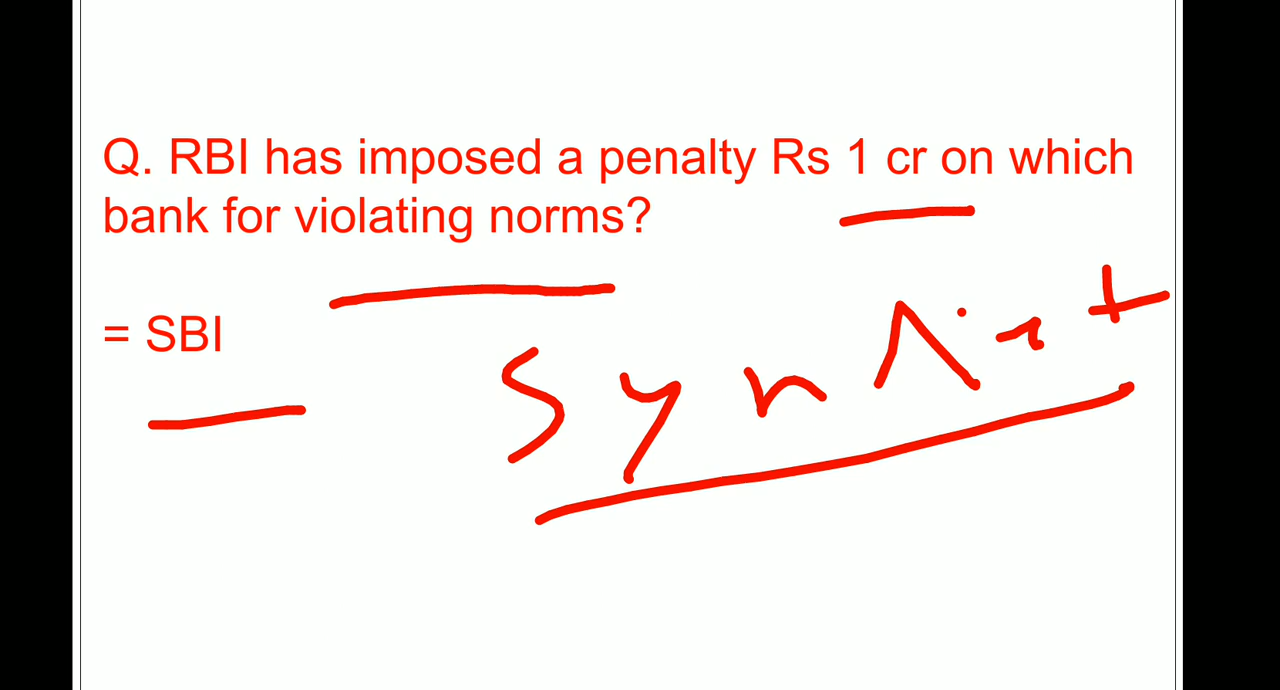 Q. RBI has imposed a penalty Rs 1 cr on which
bank for violating norms?
= SBI